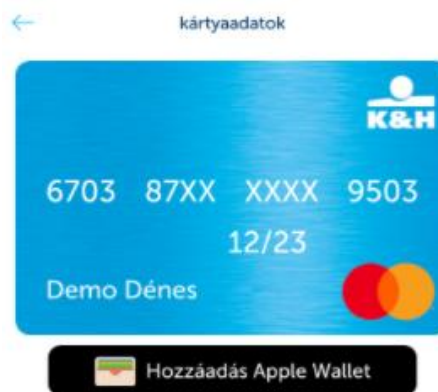 kártyaadatok
K&H
6703 87XX XXXX 9503
12/23
Demo Dénes
Hozzáadás Apple Wallet